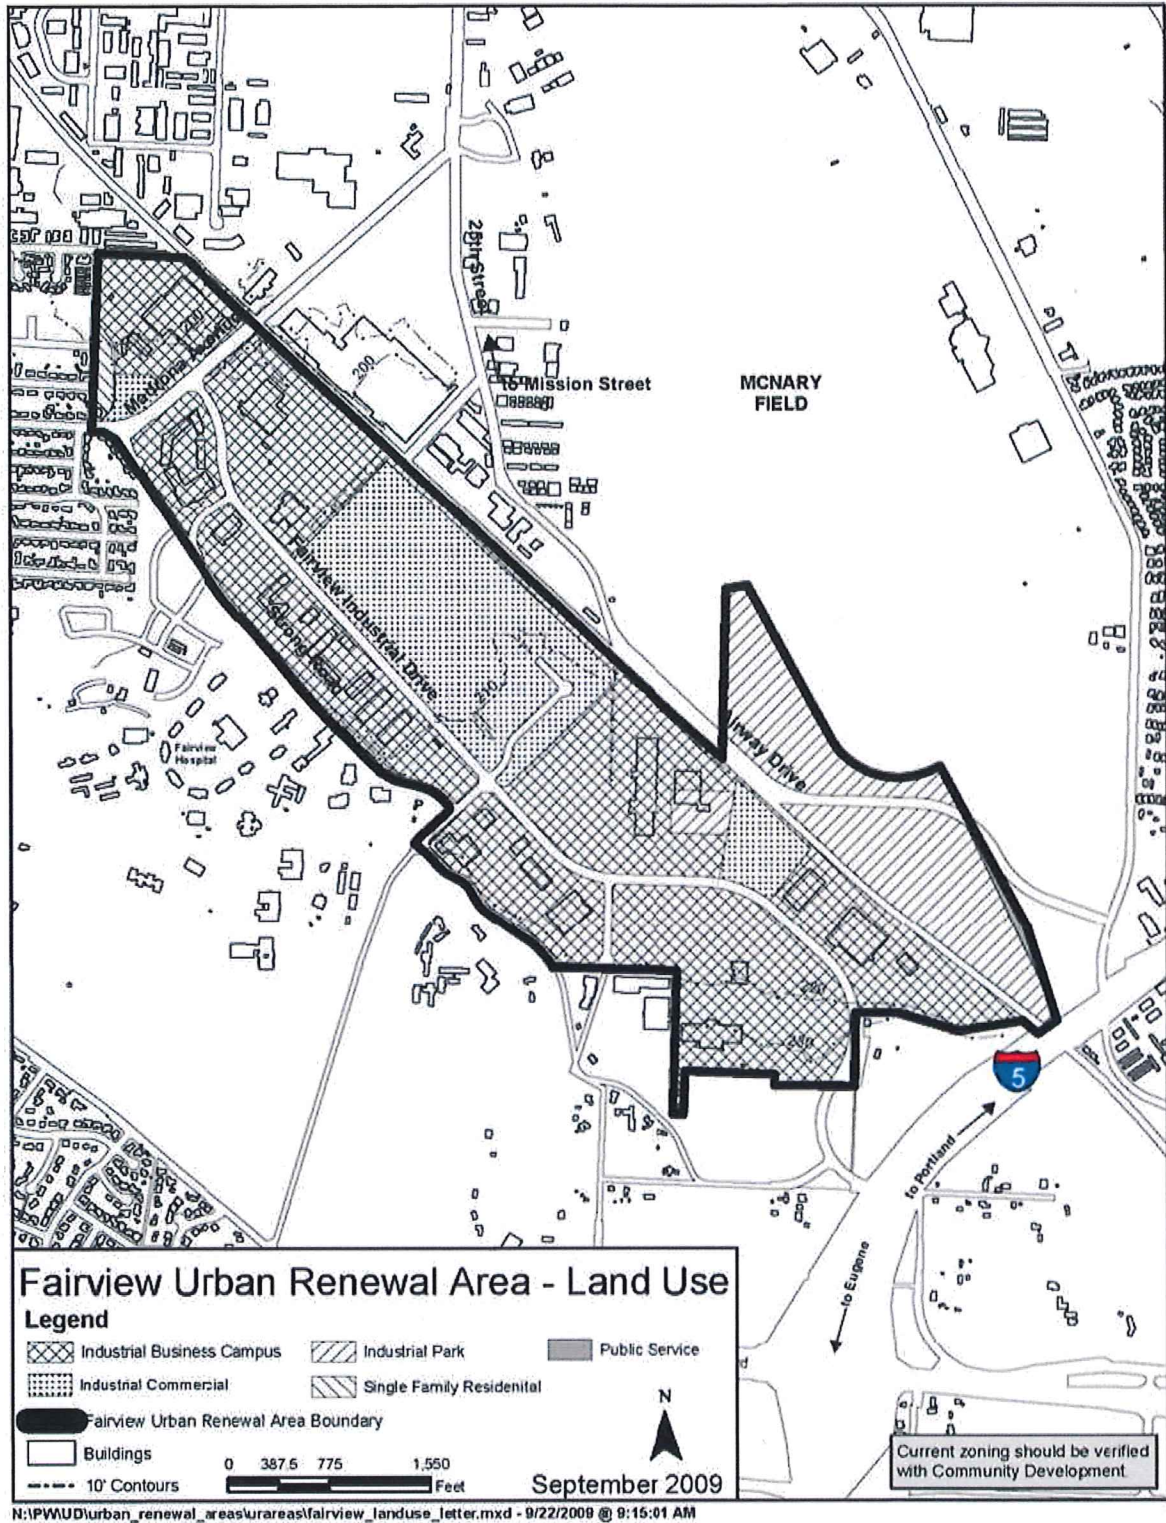 25th Street
200
Madrona Avenue
200
to Mission Street
MCNARY
FIELD
Fairview Industrial Drive
Strong Road
210
Fairview
Hospital
Airway Drive
P
230
5
to Portland
to Eugene
Fairview Urban Renewal Area - Land Use
Legend
Industrial Business Campus
Industrial Park
Public Service
Industrial Commercial
Single Family Residenital
Fairview Urban Renewal Area Boundary
Buildings
10' Contours
0 387.5 775 1,550
Feet
N
September 2009
Current zoning should be verified
with Community Development.
N:\PW\UD\urban_renewal_areas\urareas\fairview_landuse_letter.mxd - 9/22/2009 @ 9:15:01 AM